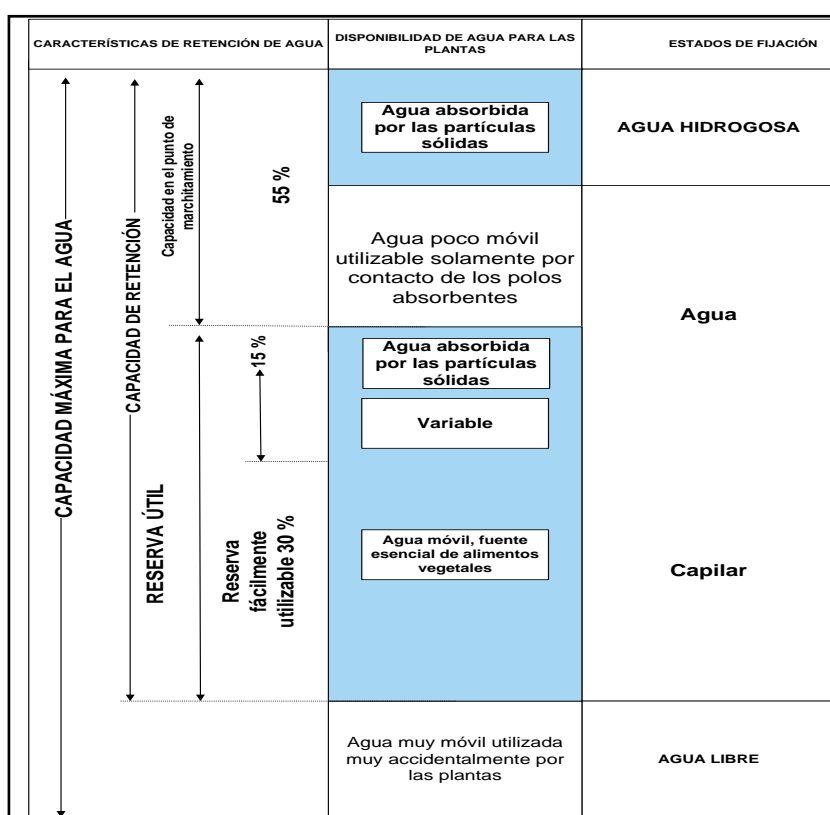 CARACTERÍSTICAS DE RETENCIÓN DE AGUA
DISPONIBILIDAD DE AGUA PARA LAS
PLANTAS
ESTADOS DE FIJACIÓN
CAPACIDAD MÁXIMA PARA EL AGUA
CAPACIDAD DE RETENCIÓN
Capacidad en el punto de
marchitamiento
55 %
Agua absorbida
por las partículas
sólidas
AGUA HIDROGOSA
Agua poco móvil
utilizable solamente por
contacto de los polos
absorbentes
Agua
RESERVA ÚTIL
15 %
Agua absorbida
por las partículas
sólidas
Variable
Reserva
fácilmente
utilizable 30 %
Agua móvil, fuente
esencial de alimentos
vegetales
Capilar
Agua muy móvil utilizada
muy accidentalmente por
las plantas
AGUA LIBRE